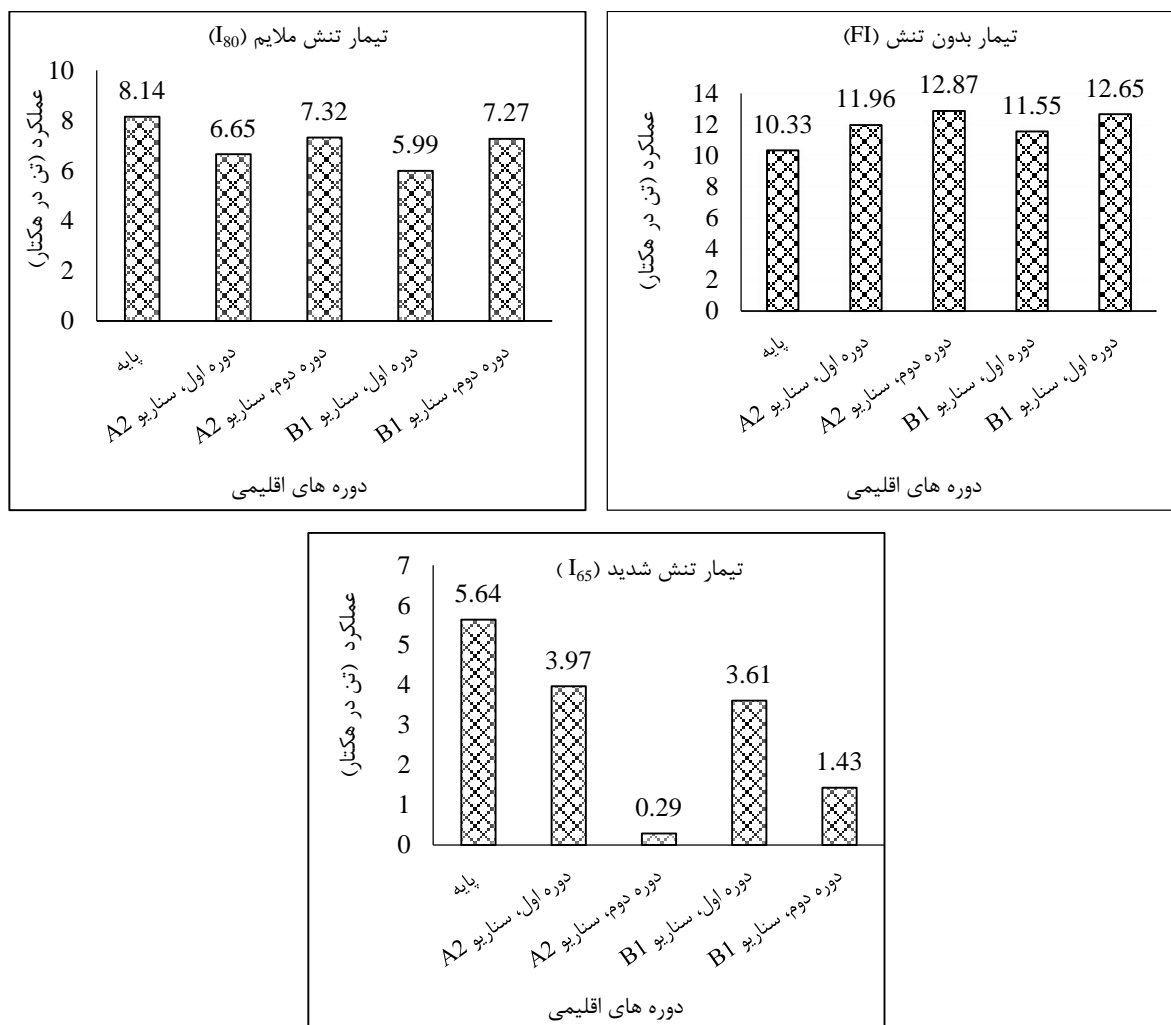 تیمار تنش ملایم (I80)
عملکرد (تن در هکتار)
10
8
6
4
2
0
8.14
6.65
7.32
5.99
7.27
پایه
دوره اول، سناریو A2
دوره دوم، سناریو A2
دوره اول، سناریو B1
دوره دوم، سناریو B1
دوره های اقلیمی
تیمار بدون تنش (FI)
عملکرد (تن در هکتار)
14
12
10
8
6
4
2
0
10.33
11.96
12.87
11.55
12.65
پایه
دوره اول، سناریو A2
دوره دوم، سناریو A2
دوره اول، سناریو B1
دوره اول، سناریو B1
دوره های اقلیمی
تیمار تنش شدید (I65 )
عملکرد (تن در هکتار)
7
6
5
4
3
2
1
0
5.64
3.97
0.29
3.61
1.43
پایه
دوره اول، سناریو A2
دوره دوم، سناریو A2
دوره اول، سناریو B1
دوره دوم، سناریو B1
دوره های اقلیمی